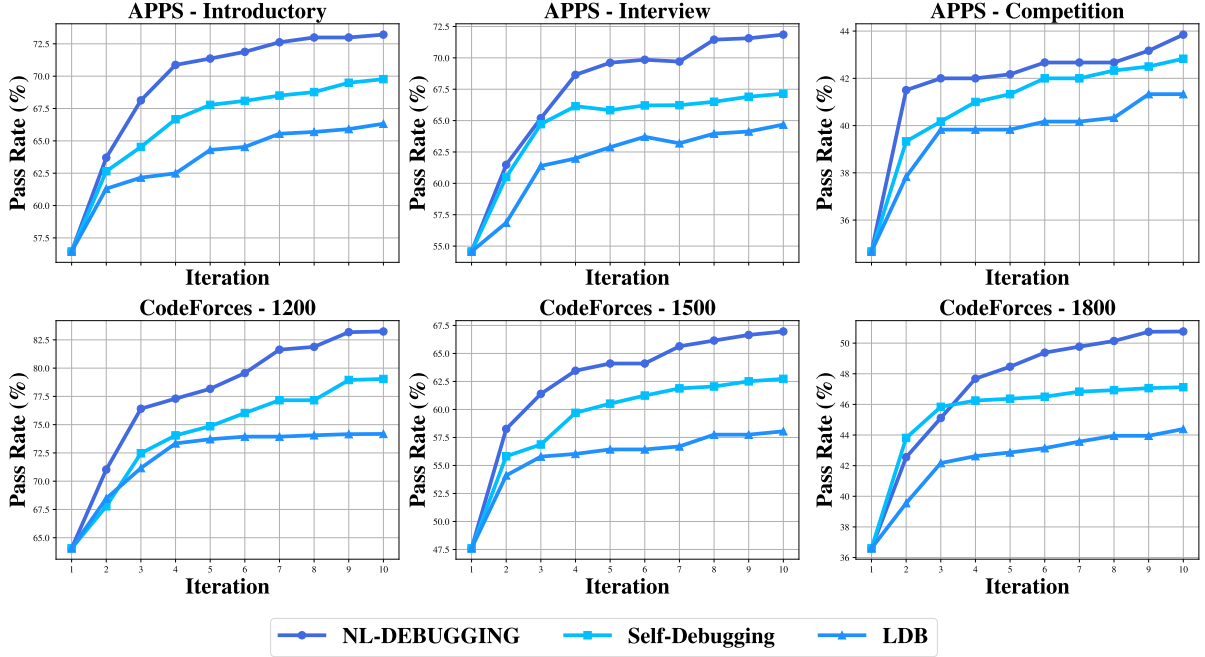 APPS - Introductory
Pass Rate (%)
72.5
70.0
67.5
65.0
62.5
60.0
57.5
Iteration
APPS - Interview
Pass Rate (%)
72.5
70.0
67.5
65.0
62.5
60.0
57.5
55.0
Iteration
APPS - Competition
Pass Rate (%)
44
42
40
38
36
Iteration
CodeForces - 1200
Pass Rate (%)
82.5
80.0
77.5
75.0
72.5
70.0
67.5
65.0
1 2 3 4 5 6 7 8 9 10
Iteration
CodeForces - 1500
Pass Rate (%)
67.5
65.0
62.5
60.0
57.5
55.0
52.5
50.0
47.5
1 2 3 4 5 6 7 8 9 10
Iteration
CodeForces - 1800
Pass Rate (%)
50
48
46
44
42
40
38
36
1 2 3 4 5 6 7 8 9 10
Iteration
NL-DEBUGGING Self-Debugging LDB